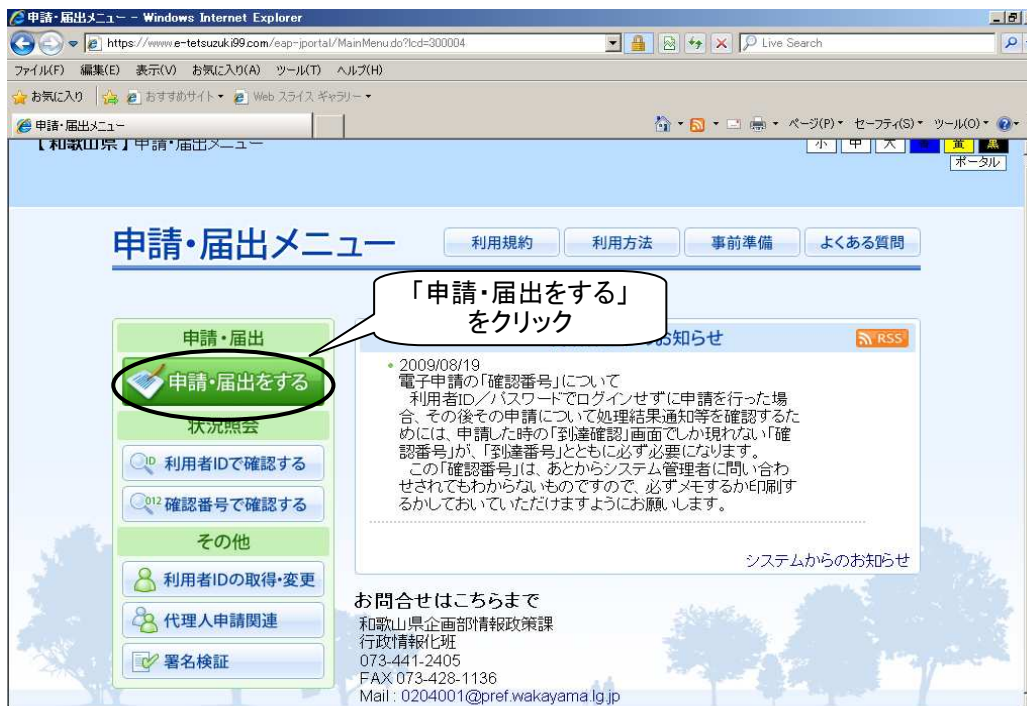 申請・届出メニュー - Windows Internet Explorer
https://www.e-tetsuzuki99.com/eap-jportal/MainMenu.do?lcd=300004
Live Search
ファイル(F) 編集(E) 表示(V) お気に入り(A) ツール(T) ヘルプ(H)
お気に入り おすすめサイト Web スライス ギャラリー
申請・届出メニュー
ページ(P) セーフティ(S) ツール(O)
【和歌山県】申請・届出メニュー
小 中 大 青 黄 黒
ポータル
申請・届出メニュー
利用規約 利用方法 事前準備 よくある質問
「申請・届出をする」
をクリック
申請・届出
申請・届出をする
状況照会
利用者IDで確認する
確認番号で確認する
その他
利用者IDの取得・変更
代理人申請関連
署名検証
お知らせ
RSS
・ 2009/08/19
電子申請の「確認番号」について
利用者ID／パスワードでログインせずに申請を行った場
合、その後その申請について処理結果通知等を確認するた
めには、申請した時の「到達確認」画面でしか現れない「確
認番号」が、「到達番号」とともに必ず必要になります。
この「確認番号」は、あとからシステム管理者に問い合わ
せされてもわからないものですので、必ずメモするか印刷す
るかしておいていただけますようにお願いします。
システムからのお知らせ
お問合せはこちらまで
和歌山県企画部情報政策課
行政情報化班
073-441-2405
FAX 073-428-1136
Mail : 0204001@pref.wakayama.lg.jp